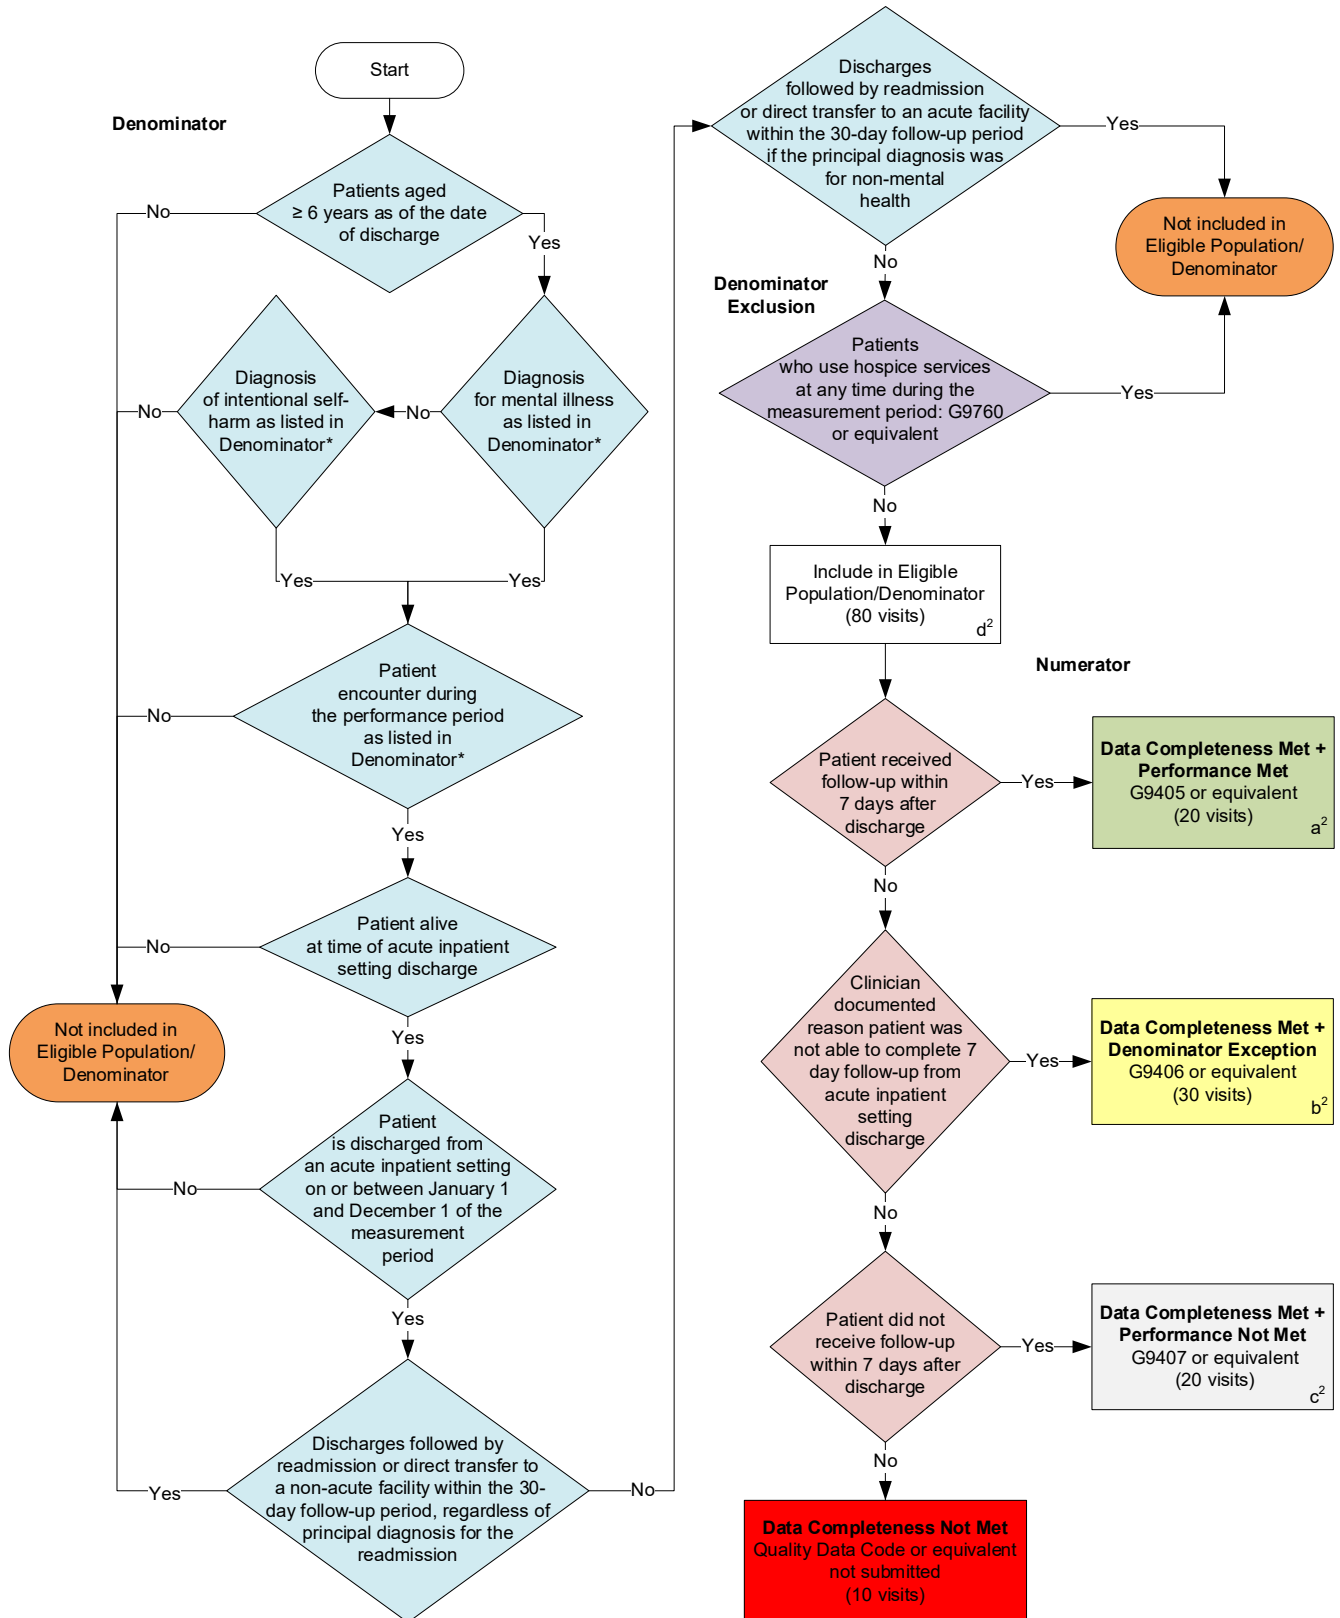 Start
Denominator
Patients aged
≥ 6 years as of the date
of discharge
No
Yes
Diagnosis
of intentional self-
harm as listed in
Denominator*
No
Yes
Diagnosis
for mental illness
as listed in
Denominator*
No
Yes
Patient
encounter during
the performance period
as listed in
Denominator*
No
Yes
Patient alive
at time of acute inpatient
setting discharge
No
Yes
Not included in
Eligible Population/
Denominator
Patient
is discharged from
an acute inpatient setting
on or between January 1
and December 1 of the
measurement
period
No
Yes
Discharges followed by
readmission or direct transfer to
a non-acute facility within the 30-
day follow-up period, regardless of
principal diagnosis for the
readmission
Yes
No
Discharges
followed by readmission
or direct transfer to an acute facility
within the 30-day follow-up period
if the principal diagnosis was
for non-mental
health
Yes
No
Not included in
Eligible Population/
Denominator
Denominator
Exclusion
Patients
who use hospice services
at any time during the
measurement period: G9760
or equivalent
Yes
No
Include in Eligible
Population/Denominator
(80 visits)
d²
Numerator
Patient received
follow-up within
7 days after
discharge
Yes
No
Data Completeness Met +
Performance Met
G9405 or equivalent
(20 visits)
a²
Clinician
documented
reason patient was
not able to complete 7
day follow-up from
acute inpatient
setting
discharge
Yes
No
Data Completeness Met +
Denominator Exception
G9406 or equivalent
(30 visits)
b²
Patient did not
receive follow-up
within 7 days after
discharge
Yes
No
Data Completeness Met +
Performance Not Met
G9407 or equivalent
(20 visits)
c²
Data Completeness Not Met
Quality Data Code or equivalent
not submitted
(10 visits)